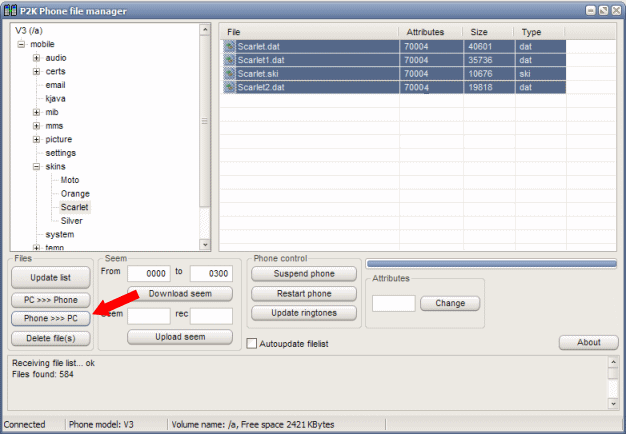 P2K Phone file manager
V3 (/a)
mobile
audio
certs
email
kjava
mib
mms
picture
settings
skins
Moto
Orange
Scarlet
Silver
system
temp
File Attributes Size Type
Scarlet.dat 70004 40601 dat
Scarlet1.dat 70004 35736 dat
Scarlet.ski 70004 10676 ski
Scarlet2.dat 70004 19818 dat
Files
Update list
PC >>> Phone
Phone >>> PC
Delete file(s)
Seem
From 0000 to 0300
Download seem
Seem rec
Upload seem
Phone control
Suspend phone
Restart phone
Update ringtones
Autoupdate filelist
Attributes
Change
About
Receiving file list... ok
Files found: 584
Connected Phone model: V3 Volume name: /a, Free space 2421 KBytes